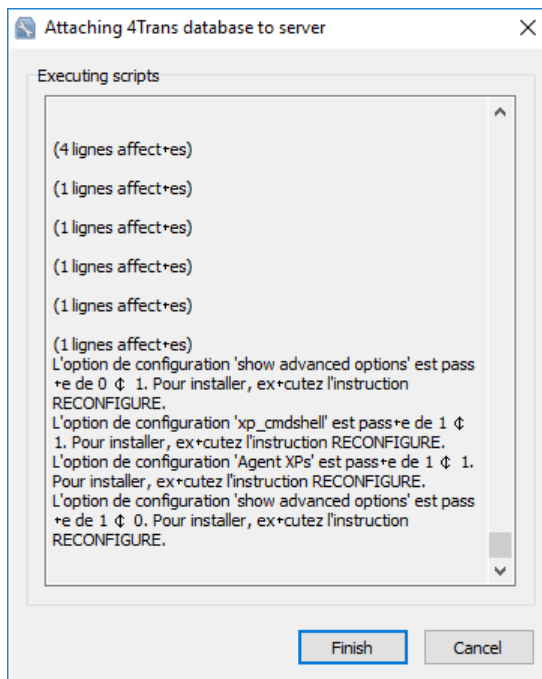 Attaching 4Trans database to server
Executing scripts
(4 lignes affect+es)
(1 lignes affect+es)
(1 lignes affect+es)
(1 lignes affect+es)
(1 lignes affect+es)
(1 lignes affect+es)
L'option de configuration 'show advanced options' est pass
+e de 0 ¢ 1. Pour installer, ex+cutez l'instruction
RECONFIGURE.
L'option de configuration 'xp_cmdshell' est pass+e de 1 ¢
1. Pour installer, ex+cutez l'instruction RECONFIGURE.
L'option de configuration 'Agent XPs' est pass+e de 1 ¢ 1.
Pour installer, ex+cutez l'instruction RECONFIGURE.
L'option de configuration 'show advanced options' est pass
+e de 1 ¢ 0. Pour installer, ex+cutez l'instruction
RECONFIGURE.
Finish
Cancel